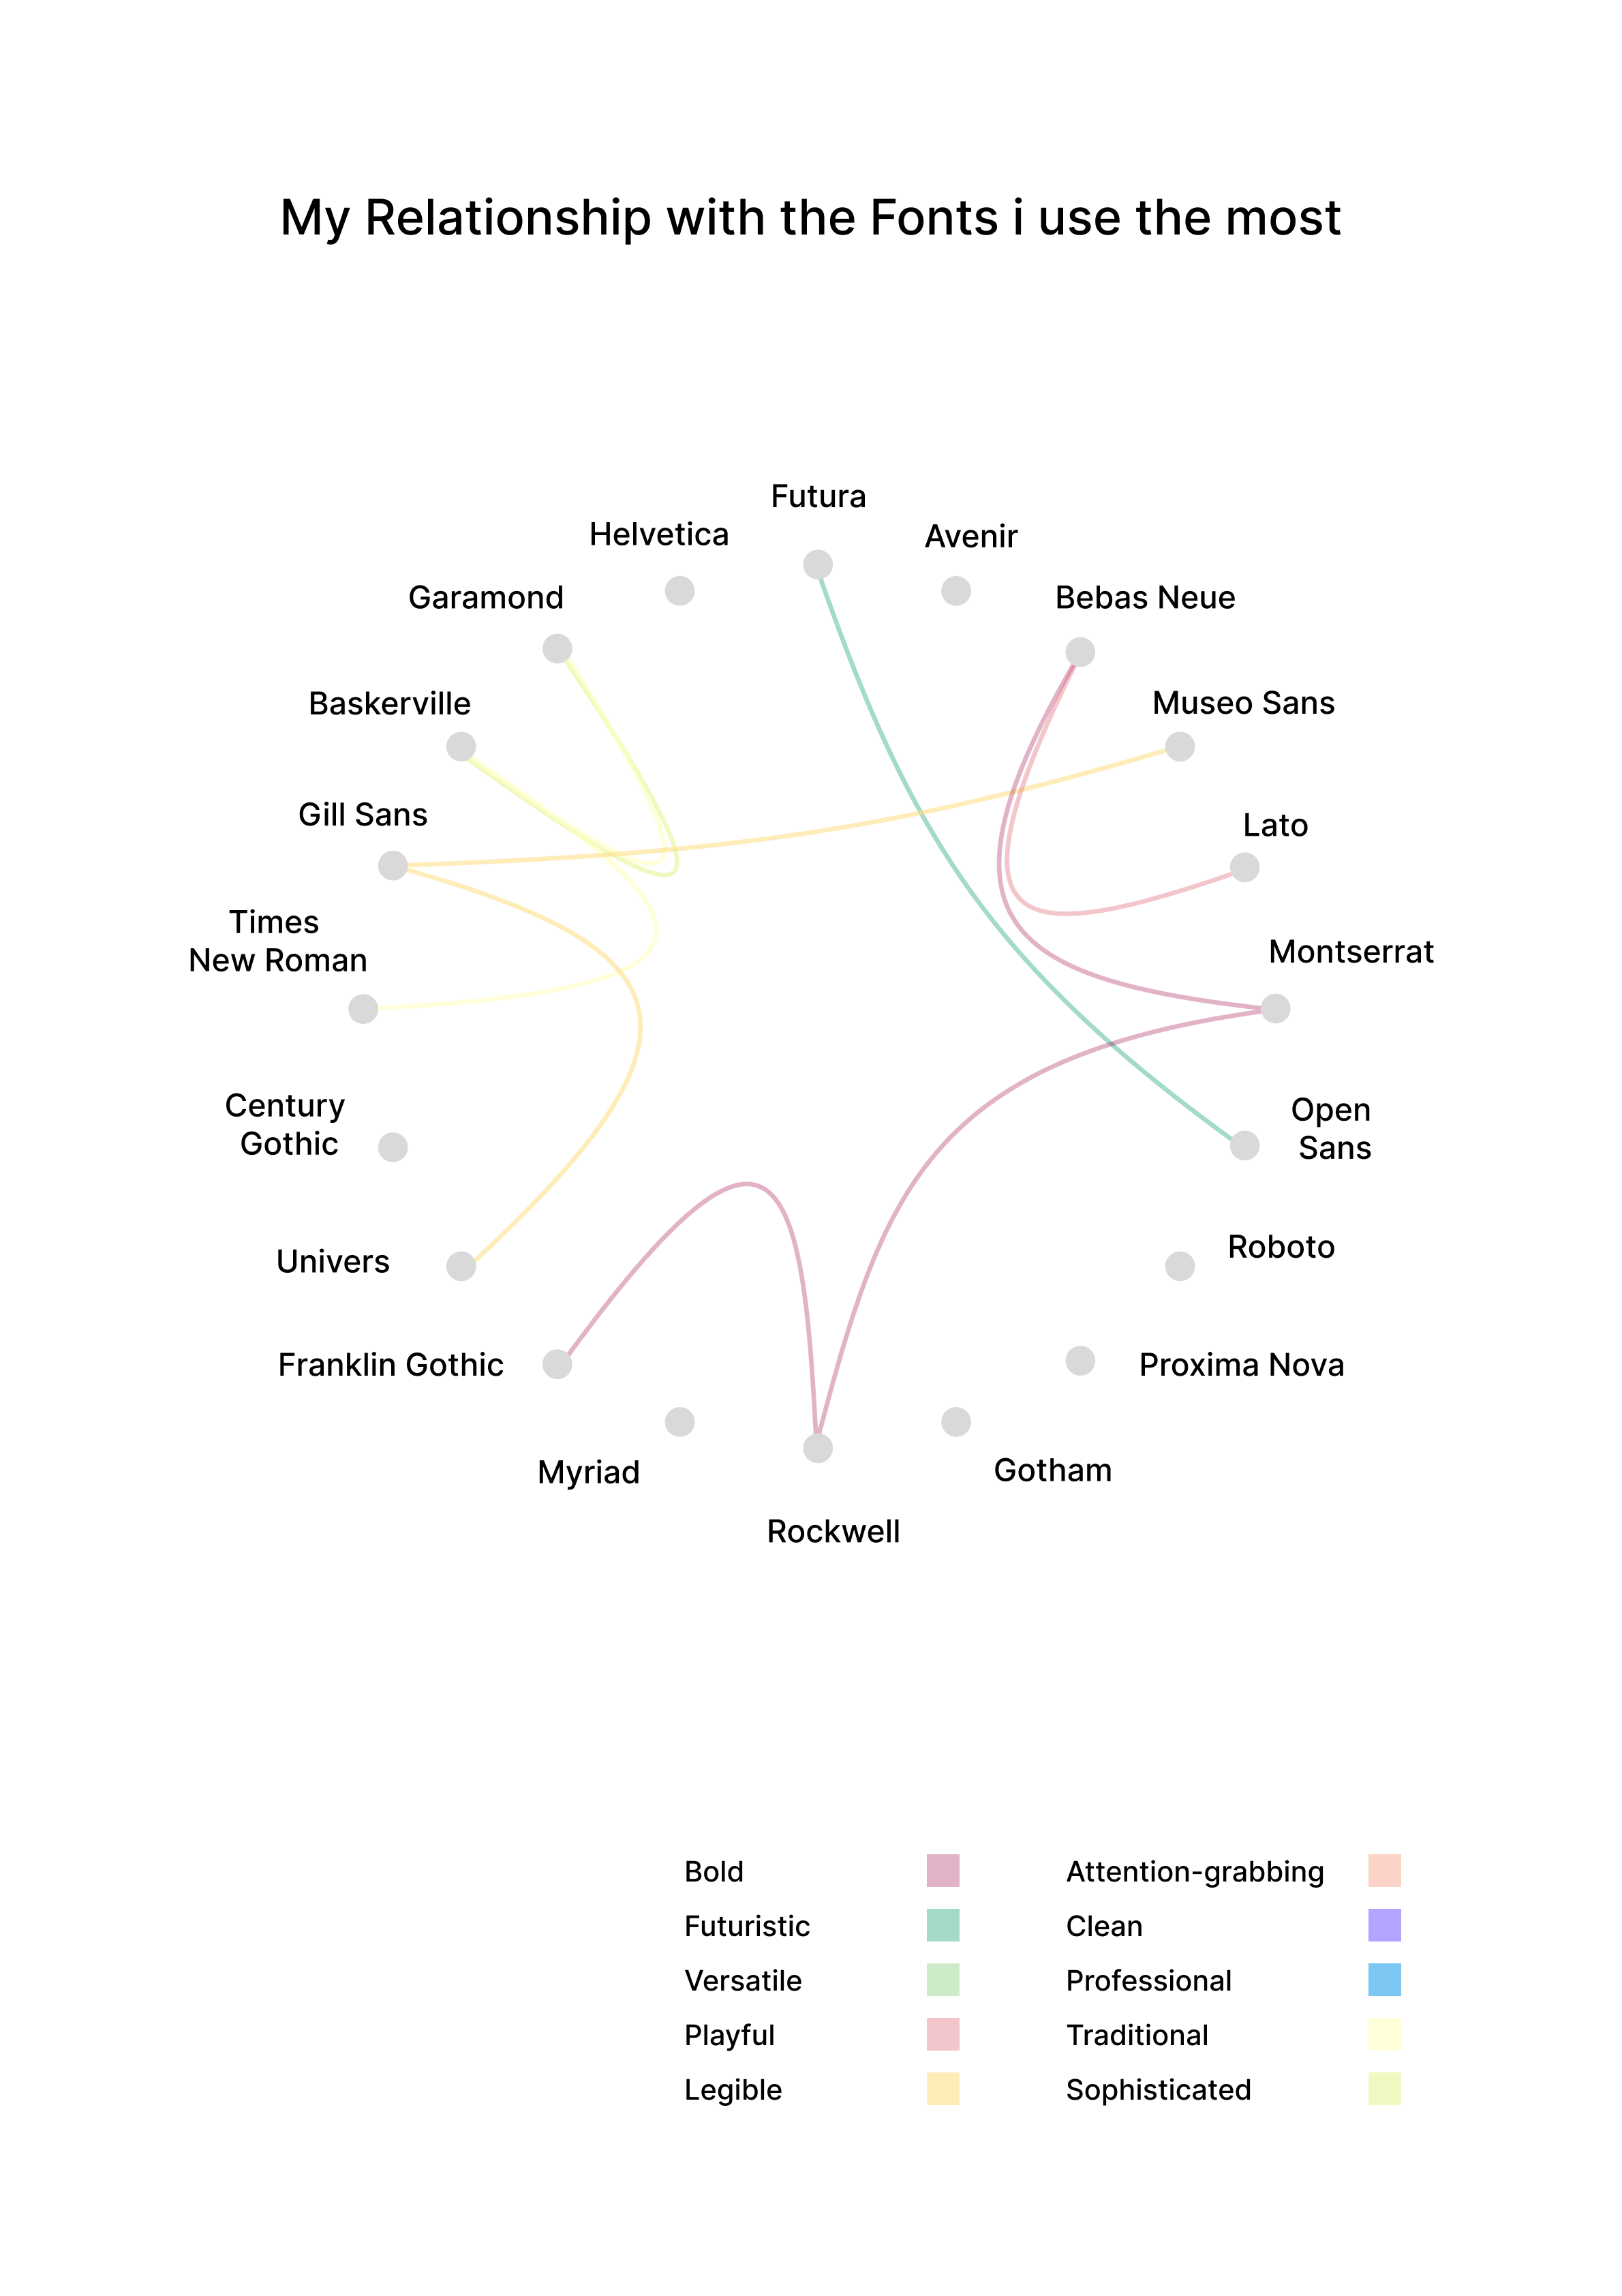 My Relationship with the Fonts i use the most
Futura
Helvetica
Avenir
Garamond
Bebas Neue
Baskerville
Museo Sans
Gill Sans
Lato
Times
New Roman
Montserrat
Century
Gothic
Open
Sans
Univers
Roboto
Franklin Gothic
Proxima Nova
Myriad
Gotham
Rockwell
Bold
Futuristic
Versatile
Playful
Legible
Attention-grabbing
Clean
Professional
Traditional
Sophisticated